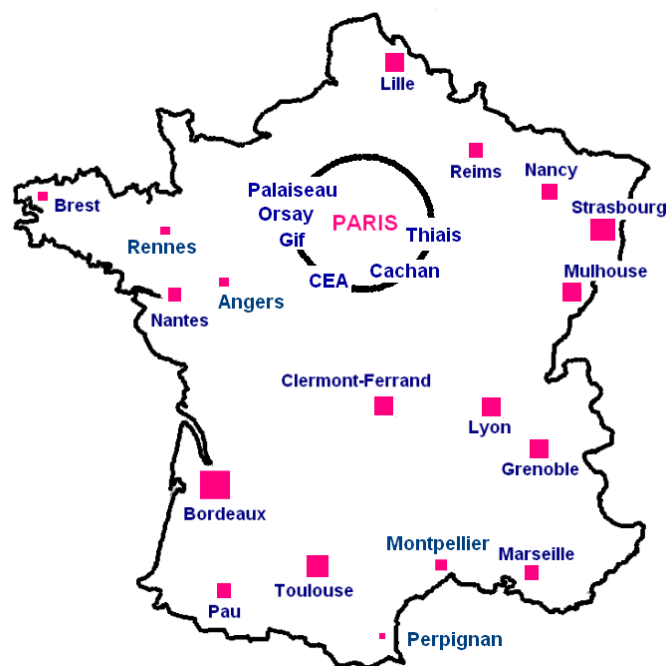 Lille
Reims
Nancy
Palaiseau
Strasbourg
Brest
Orsay
PARIS
Thiais
Gif
Rennes
Cachan
Mulhouse
CEA
Angers
Nantes
Clermont-Ferrand
Lyon
Grenoble
Bordeaux
Montpellier
Marseille
Toulouse
Pau
Perpignan